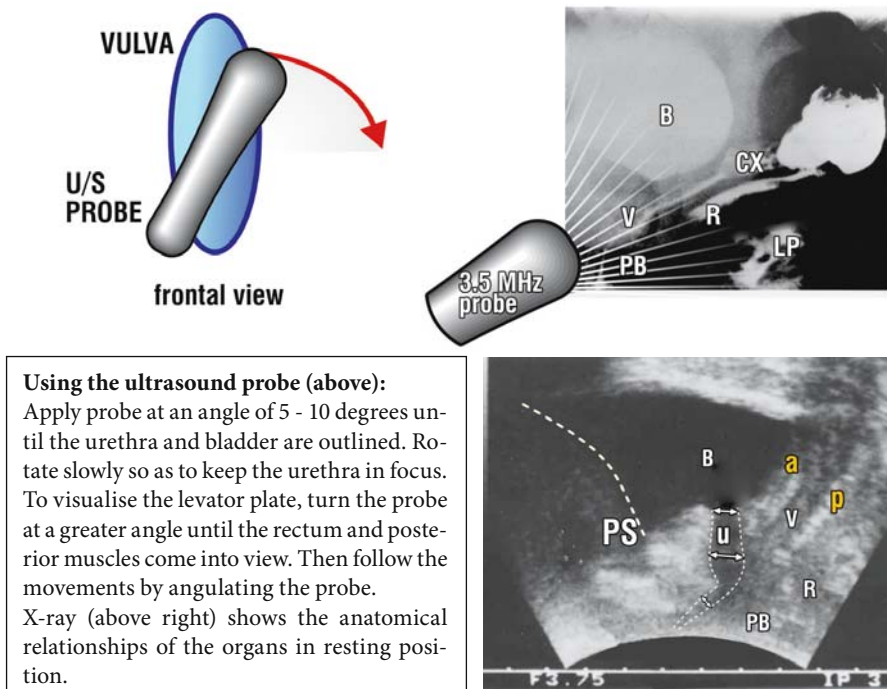 VULVA
U/S
PROBE
frontal view
B
CX
V
R
PB
LP
3.5 MHz
probe
Using the ultrasound probe (above):
Apply probe at an angle of 5 - 10 degrees un-
til the urethra and bladder are outlined. Ro-
tate slowly so as to keep the urethra in focus.
To visualise the levator plate, turn the probe
at a greater angle until the rectum and poste-
rior muscles come into view. Then follow the
movements by angulating the probe.
X-ray (above right) shows the anatomical
relationships of the organs in resting posi-
tion.
B
a
p
PS
u
V
R
PB
F3.75
IP 3